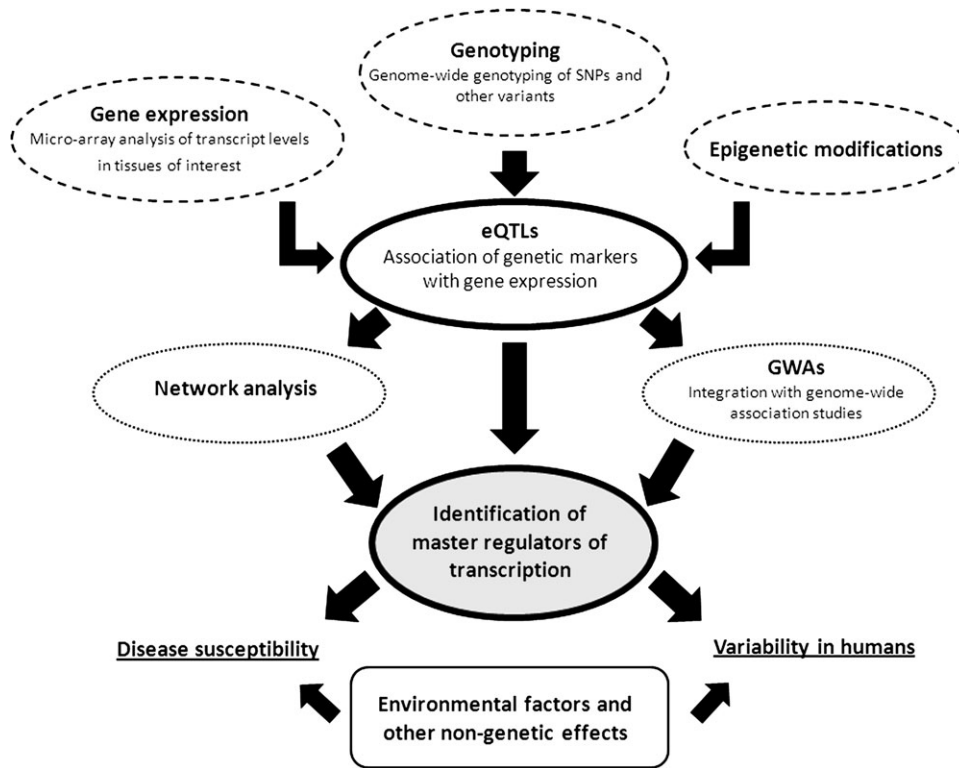 Genotyping
Genome-wide genotyping of SNPs and
other variants
Gene expression
Micro-array analysis of transcript levels
in tissues of interest
Epigenetic modifications
eQTLs
Association of genetic markers
with gene expression
Network analysis
GWAs
Integration with genome-wide
association studies
Identification of
master regulators of
transcription
Disease susceptibility
Variability in humans
Environmental factors and
other non-genetic effects